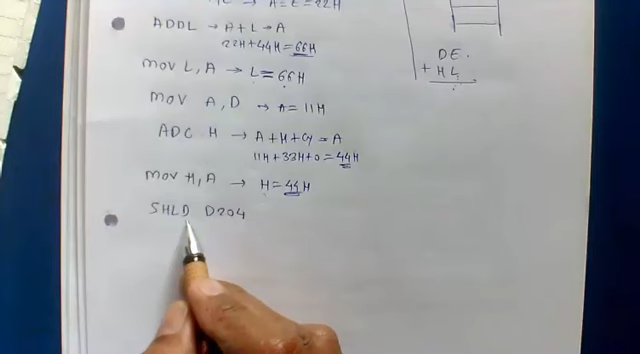 → A=E=22H
ADDL → A+L→A
22H+44H=66H
MOV L,A → L=66H
MOV A,D → A=11H
ADC H → A+H+Cy→A
11H+33H+0=44H
MOV H,A → H=44H
SHLD D204
DE.
+ HL